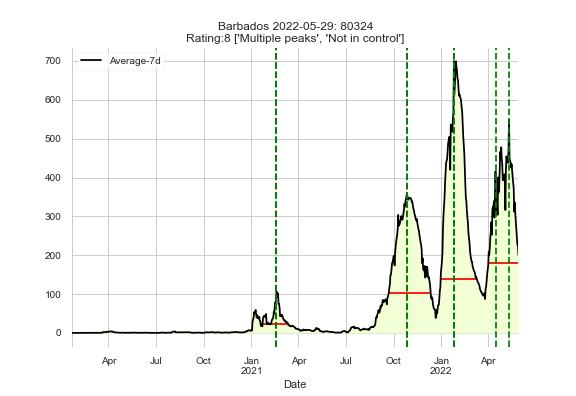 Barbados 2022-05-29: 80324
Rating:8 ['Multiple peaks', 'Not in control']
Average-7d
700
600
500
400
300
200
100
0
Apr Jul Oct Jan Apr Jul Oct Jan Apr
2021 2022
Date